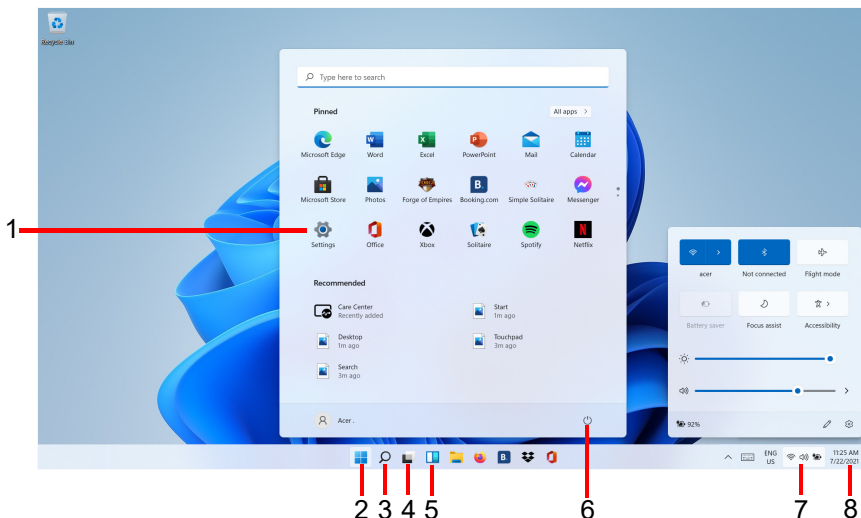 Recycle Bin
Type here to search
Pinned
All apps >
Microsoft Edge Word Excel PowerPoint Mail Calendar
Microsoft Store Photos Forge of Empires Booking.com Simple Solitaire Messenger
1
Settings Office Xbox Solitaire Spotify Netflix
Recommended
Care Center
Recently added
Start
1m ago
Desktop
1m ago
Touchpad
3m ago
Search
3m ago
Acer .
acer Not connected Flight mode
Battery saver Focus assist Accessibility
92%
ENG
US
11:25 AM
7/22/2021
2 3 4 5 6 7 8